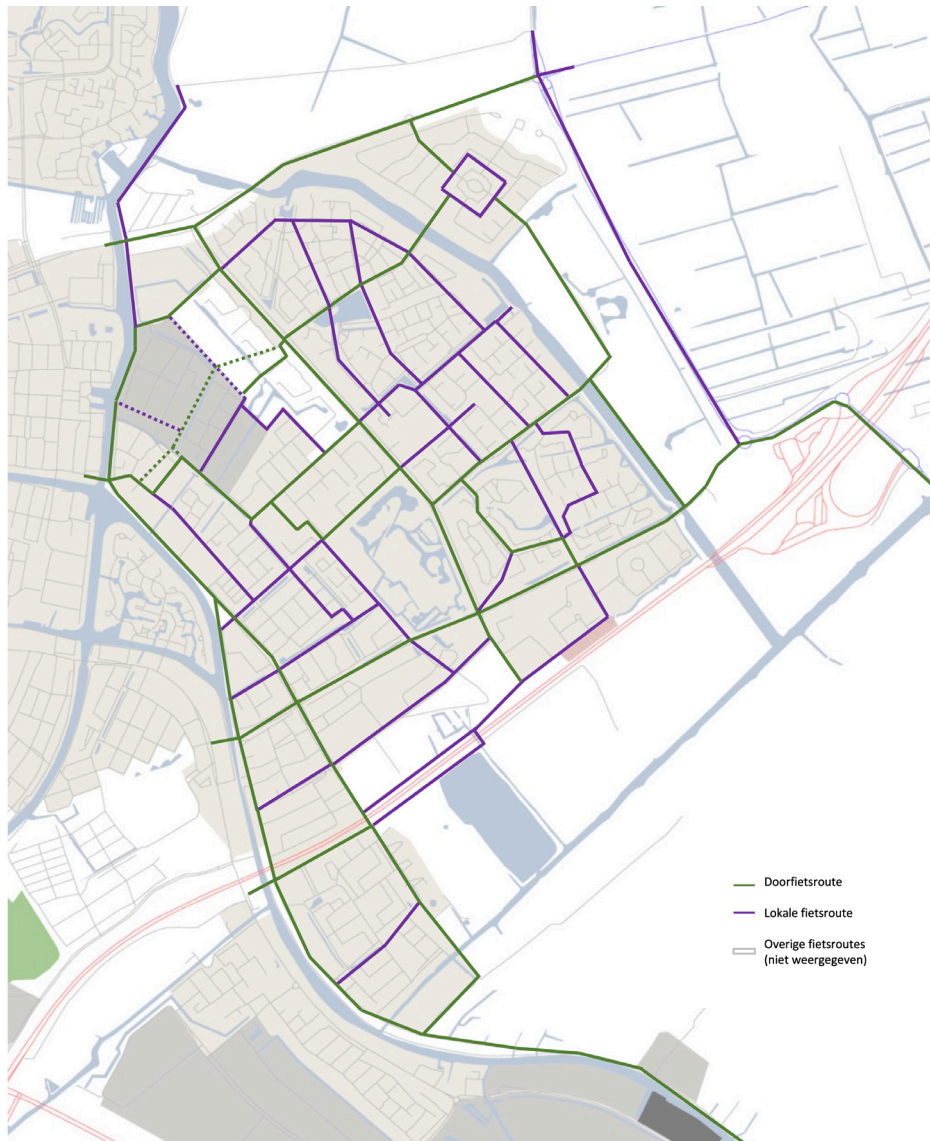 Doorfietsroute
Lokale fietsroute
Overige fietsroutes
(niet weergegeven)